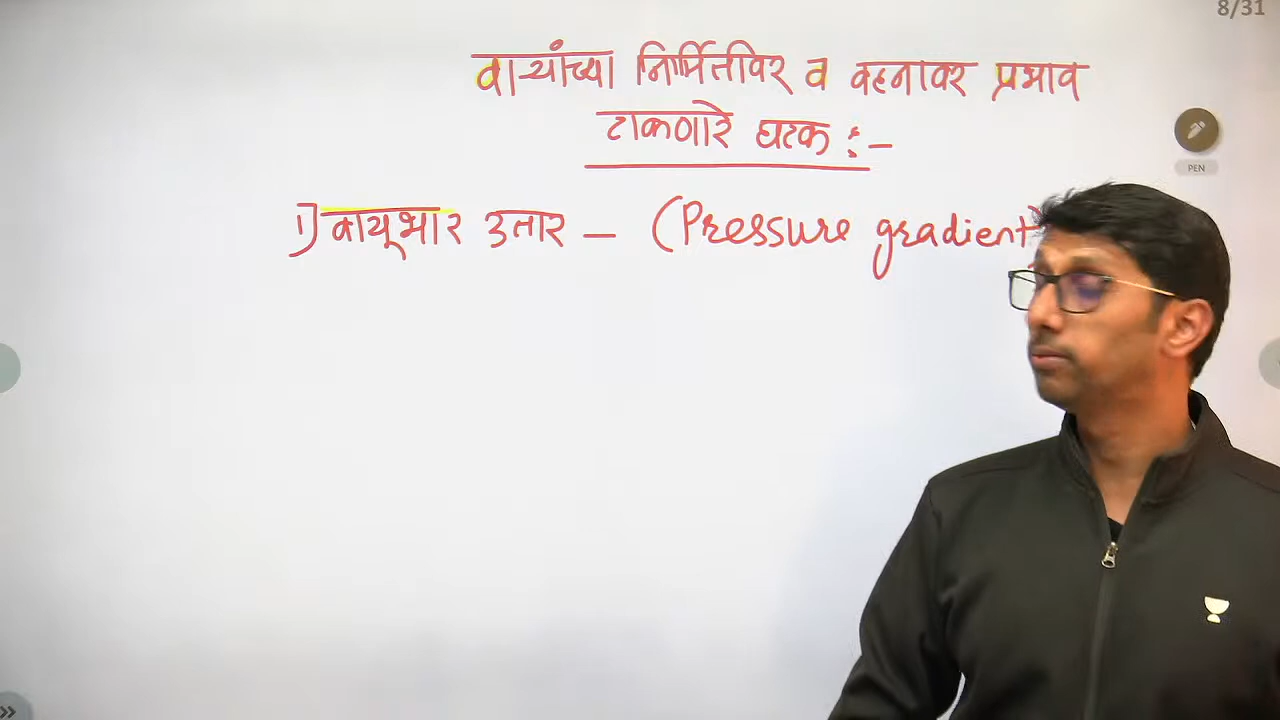 8/31
वाऱ्यांच्या निर्मितीवर व वहनावर प्रभाव
टाकणारे घटक :-
PEN
1) वायूभार उतार - (Pressure gradient)